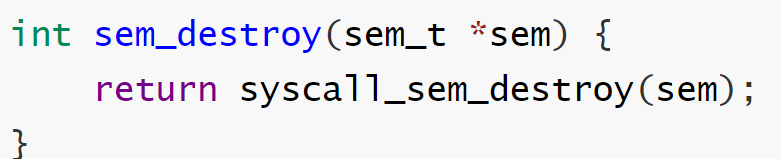 int sem_destroy(sem_t *sem) {
    return syscall_sem_destroy(sem);
}